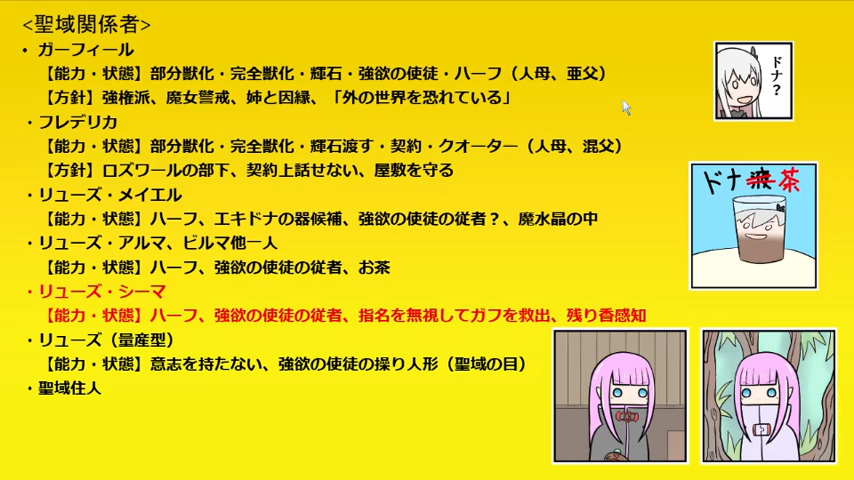 <聖域関係者>
・ ガーフィール
【能力・状態】部分獣化・完全獣化・輝石・強欲の使徒・ハーフ（人母、亜父）
【方針】強権派、魔女警戒、姉と因縁、「外の世界を恐れている」
・フレデリカ
【能力・状態】部分獣化・完全獣化・輝石渡す・契約・クオーター（人母、混父）
【方針】ロズワールの部下、契約上話せない、屋敷を守る
・リューズ・メイエル
【能力・状態】ハーフ、エキドナの器候補、強欲の使徒の従者？、魔水晶の中
・リューズ・アルマ、ビルマ他一人
【能力・状態】ハーフ、強欲の使徒の従者、お茶
・リューズ・シーマ
【能力・状態】ハーフ、強欲の使徒の従者、指名を無視してガフを救出、残り香感知
・リューズ（量産型）
【能力・状態】意志を持たない、強欲の使徒の操り人形（聖域の目）
・聖域住人
ドナ？
ドナ液茶